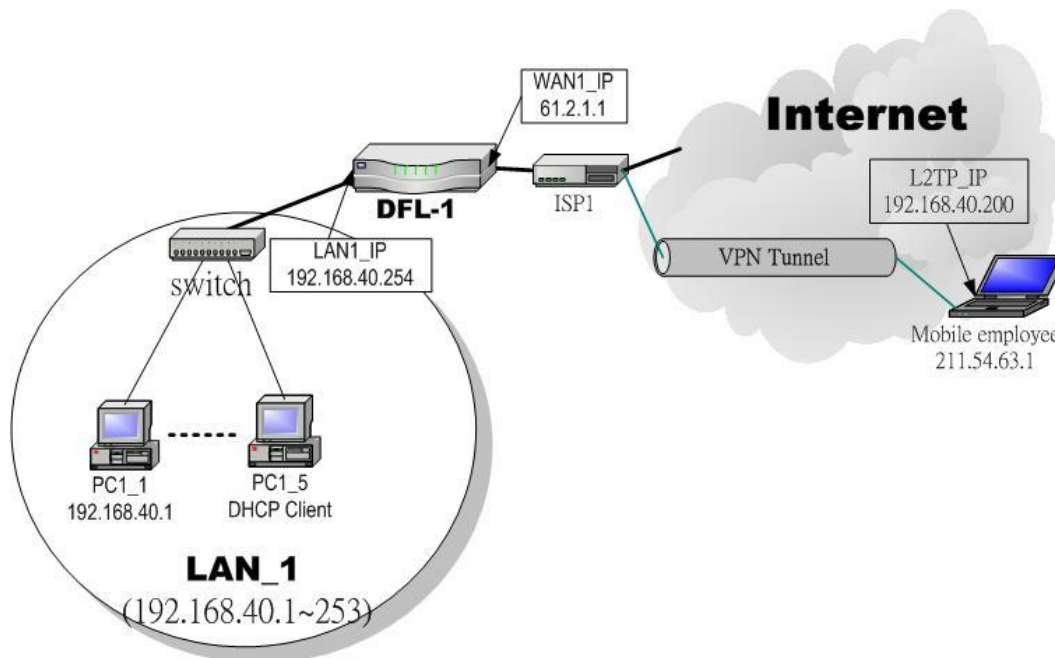 WAN1_IP
61.2.1.1
Internet
DFL-1
ISP1
L2TP_IP
192.168.40.200
LAN1_IP
192.168.40.254
switch
VPN Tunnel
Mobile employee
211.54.63.1
PC1_1
192.168.40.1
PC1_5
DHCP Client
LAN_1
(192.168.40.1~253)